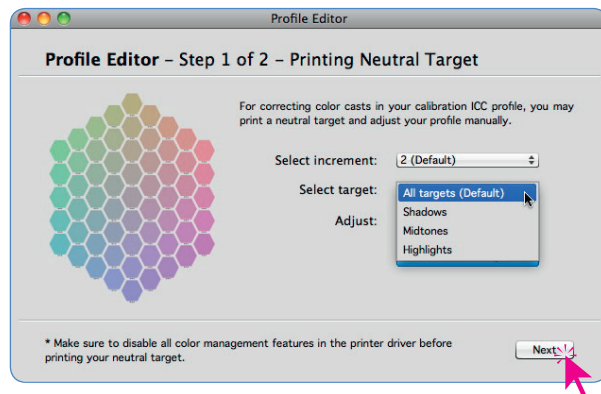 Profile Editor
Profile Editor – Step 1 of 2 – Printing Neutral Target
For correcting color casts in your calibration ICC profile, you may
print a neutral target and adjust your profile manually.
Select increment: 2 (Default)
Select target: All targets (Default)
Shadows
Adjust: Midtones
Highlights
* Make sure to disable all color management features in the printer driver before
printing your neutral target.
Next